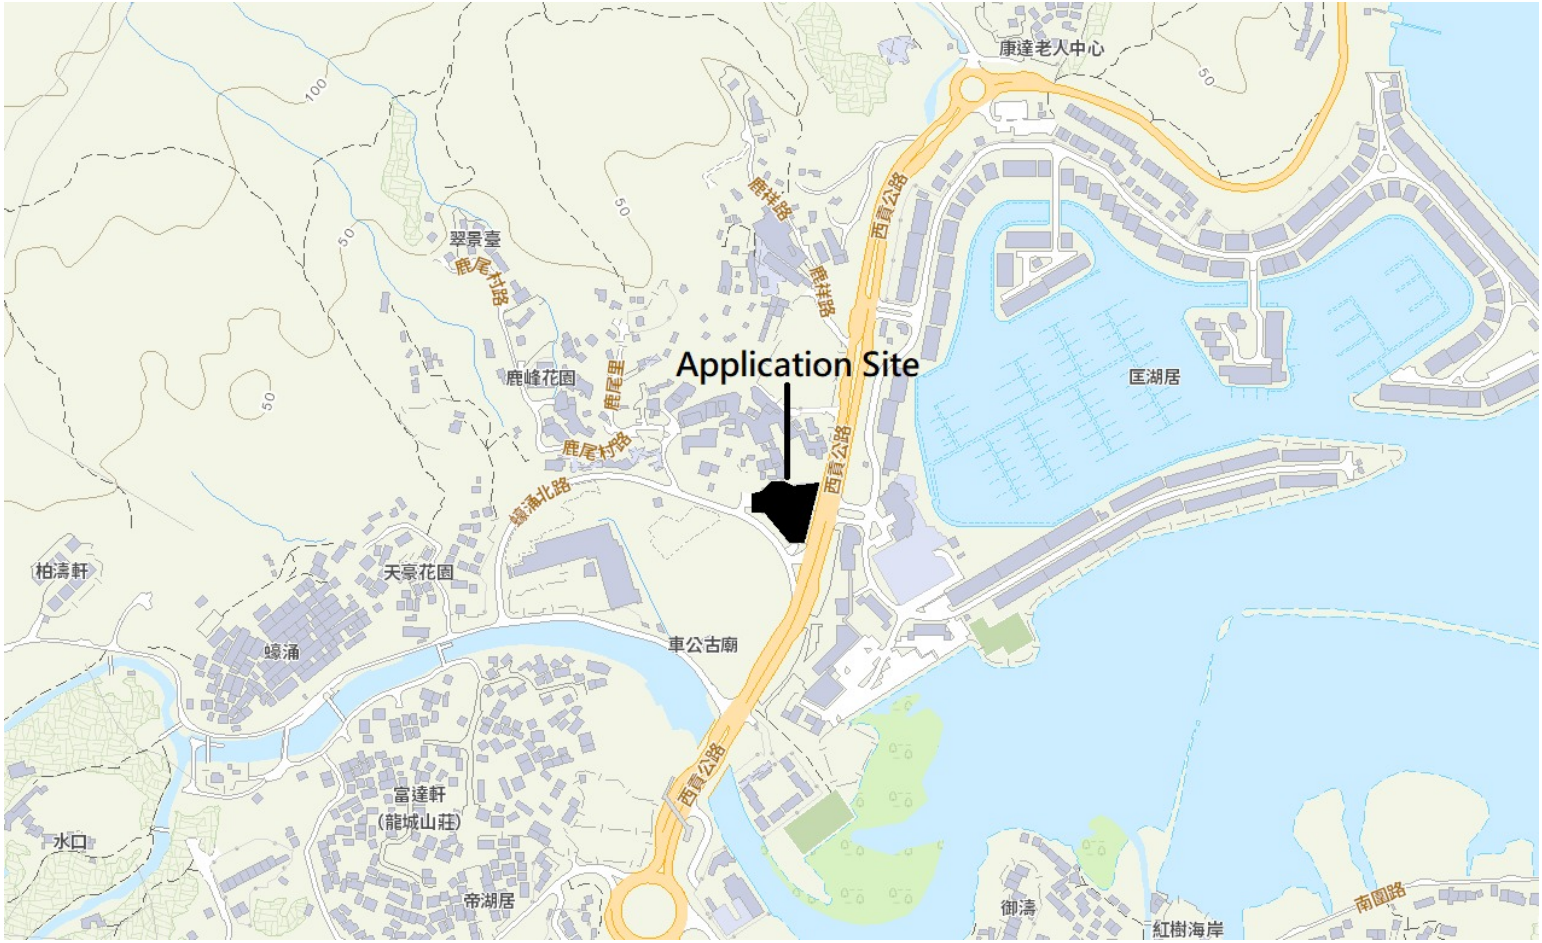 康達老人中心
100
50
50
鹿祥路
西貢公路
翠景臺
鹿尾村路
50
鹿祥路
Application Site
鹿峰花園
鹿尾里
匡湖居
50
鹿尾村路
西貢公路
蠔涌北路
柏濤軒
天豪花園
車公古廟
蠔涌
西貢公路
富達軒
(龍城山莊)
水口
帝湖居
御濤
南圍路
紅樹海岸